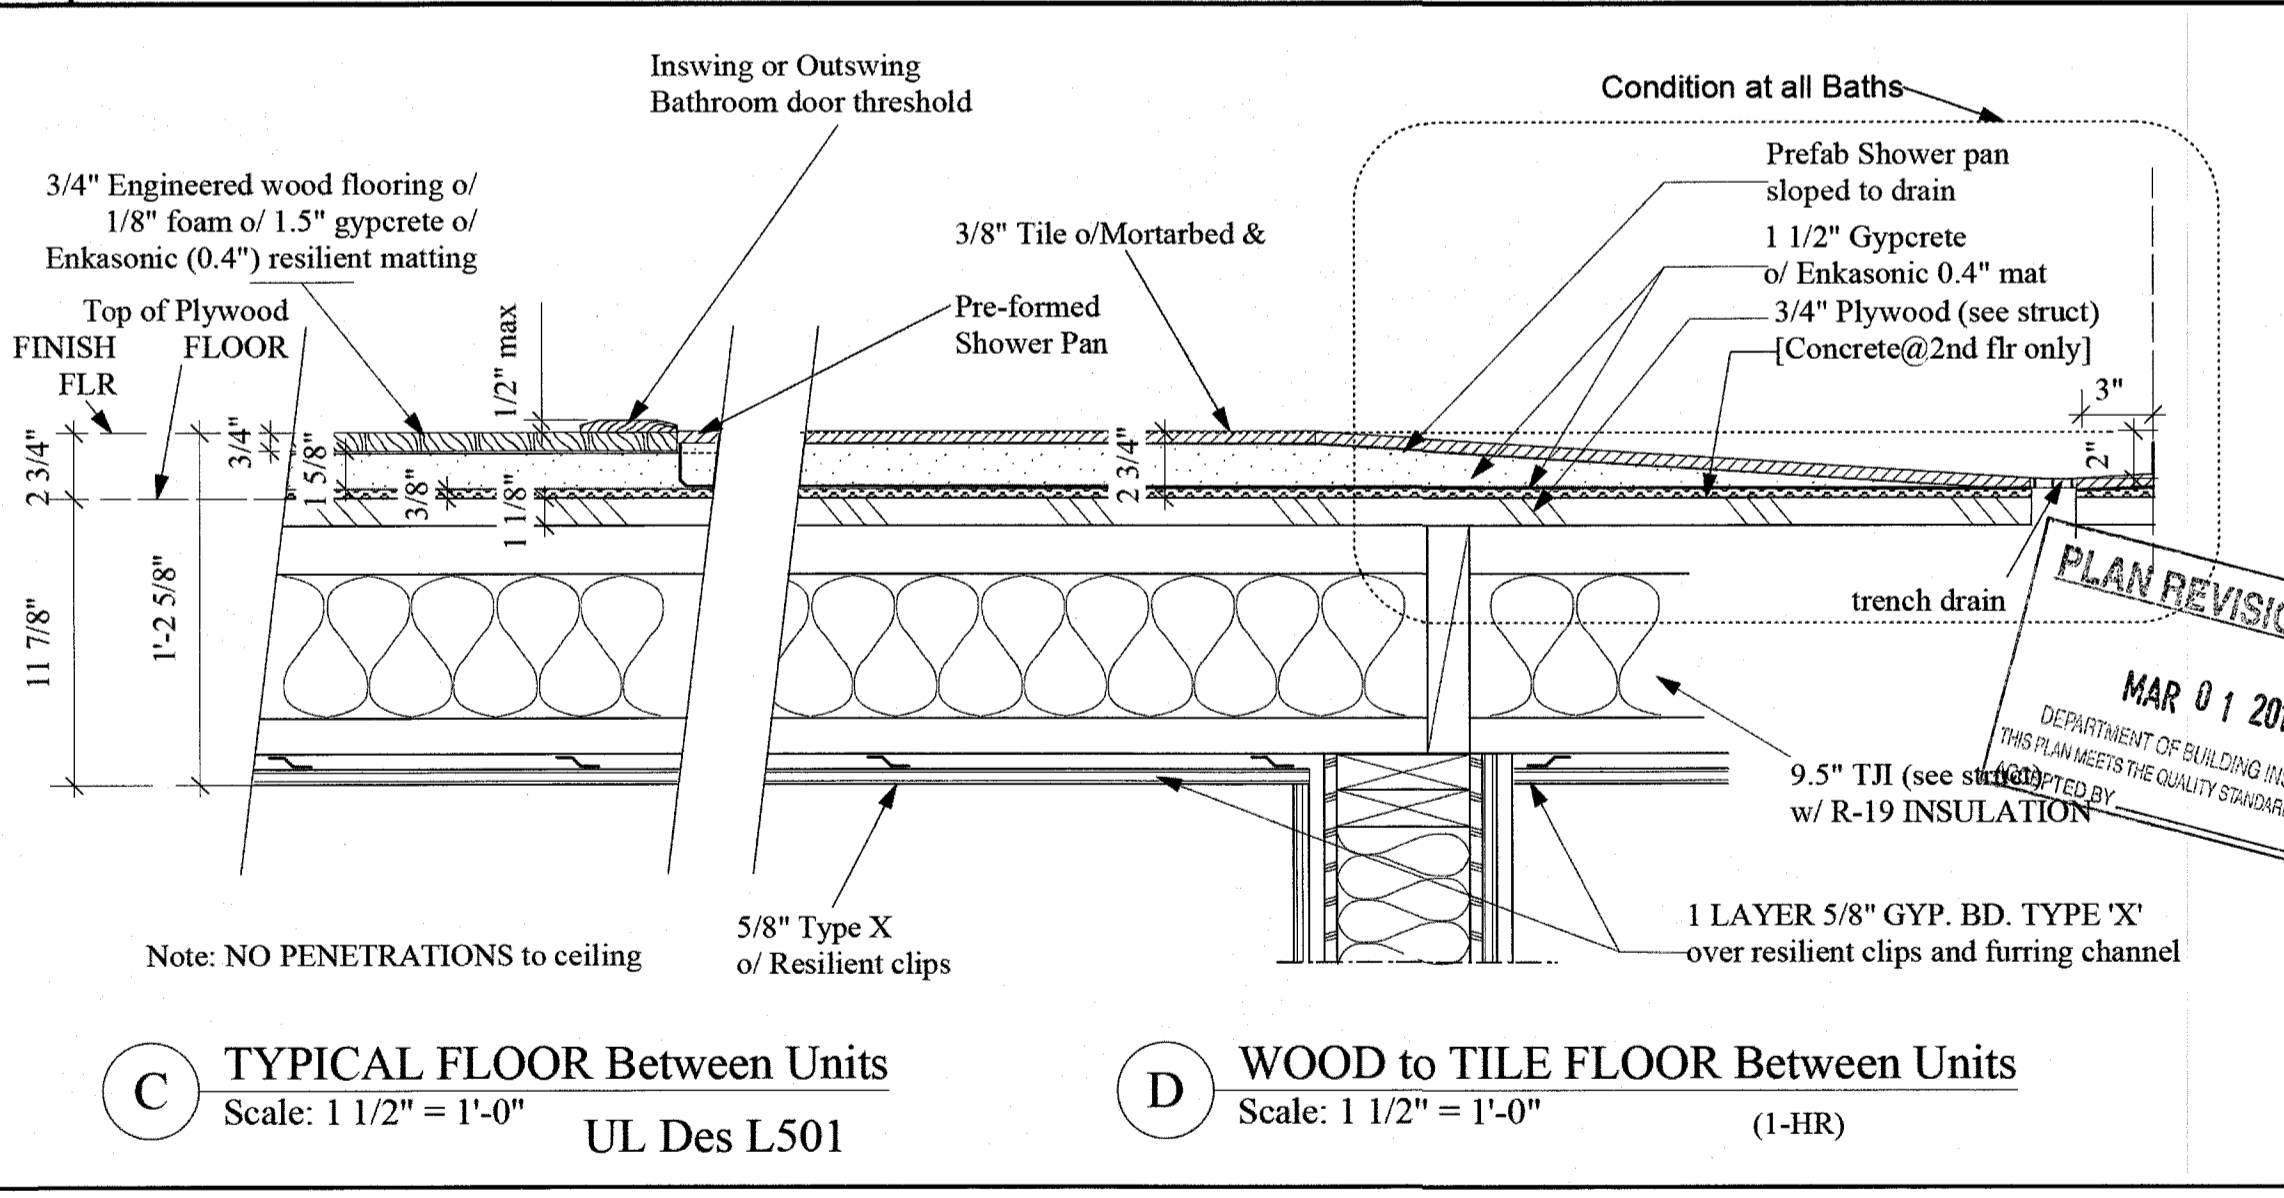 Inswing or Outswing
Bathroom door threshold
Condition at all Baths
3/4" Engineered wood flooring o/
1/8" foam o/ 1.5" gypcrete o/
Enkasonic (0.4") resilient matting
3/8" Tile o/Mortarbed &
Prefab Shower pan
sloped to drain
1 1/2" Gypcrete
o/ Enkasonic 0.4" mat
3/4" Plywood (see struct)
[Concrete@2nd flr only]
Top of Plywood
FLOOR
FINISH
FLR
Pre-formed
Shower Pan
1/2" max
3"
2"
2 3/4"
3/4"
1 5/8"
3/8"
1 1/8"
2 3/4"
11 7/8"
1'-2 5/8"
trench drain
PLAN REVISIO
MAR 0 1 20
DEPARTMENT OF BUILDING INS
THIS PLAN MEETS THE QUALITY STANDAR
ACCEPTED BY
9.5" TJI (see struct)
w/ R-19 INSULATION
5/8" Type X
o/ Resilient clips
1 LAYER 5/8" GYP. BD. TYPE 'X'
over resilient clips and furring channel
Note: NO PENETRATIONS to ceiling
C
TYPICAL FLOOR Between Units
Scale: 1 1/2" = 1'-0"
UL Des L501
D
WOOD to TILE FLOOR Between Units
Scale: 1 1/2" = 1'-0"
(1-HR)